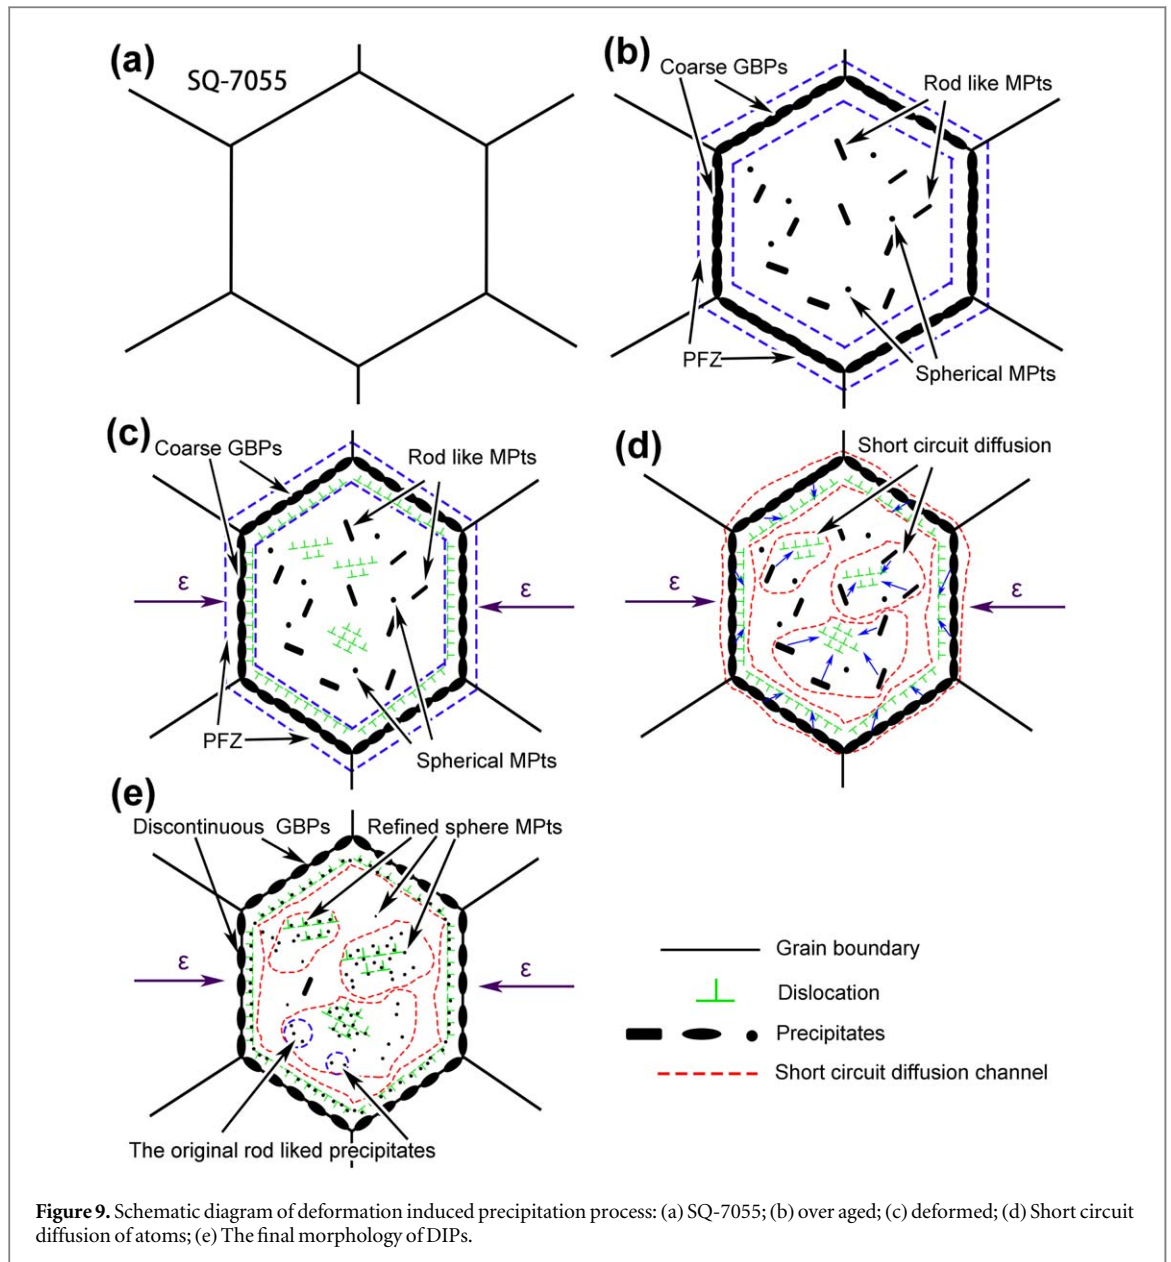 (a)
SQ-7055
(b)
Coarse GBPs
Rod like MPts
PFZ
Spherical MPts
(c)
Coarse GBPs
Rod like MPts
ε
ε
PFZ
Spherical MPts
(d)
Short circuit diffusion
ε
ε
(e)
Discontinuous GBPs
Refined sphere MPts
ε
ε
The original rod liked precipitates
Grain boundary
Dislocation
Precipitates
Short circuit diffusion channel
Figure 9. Schematic diagram of deformation induced precipitation process: (a) SQ-7055; (b) over aged; (c) deformed; (d) Short circuit
diffusion of atoms; (e) The final morphology of DIPs.